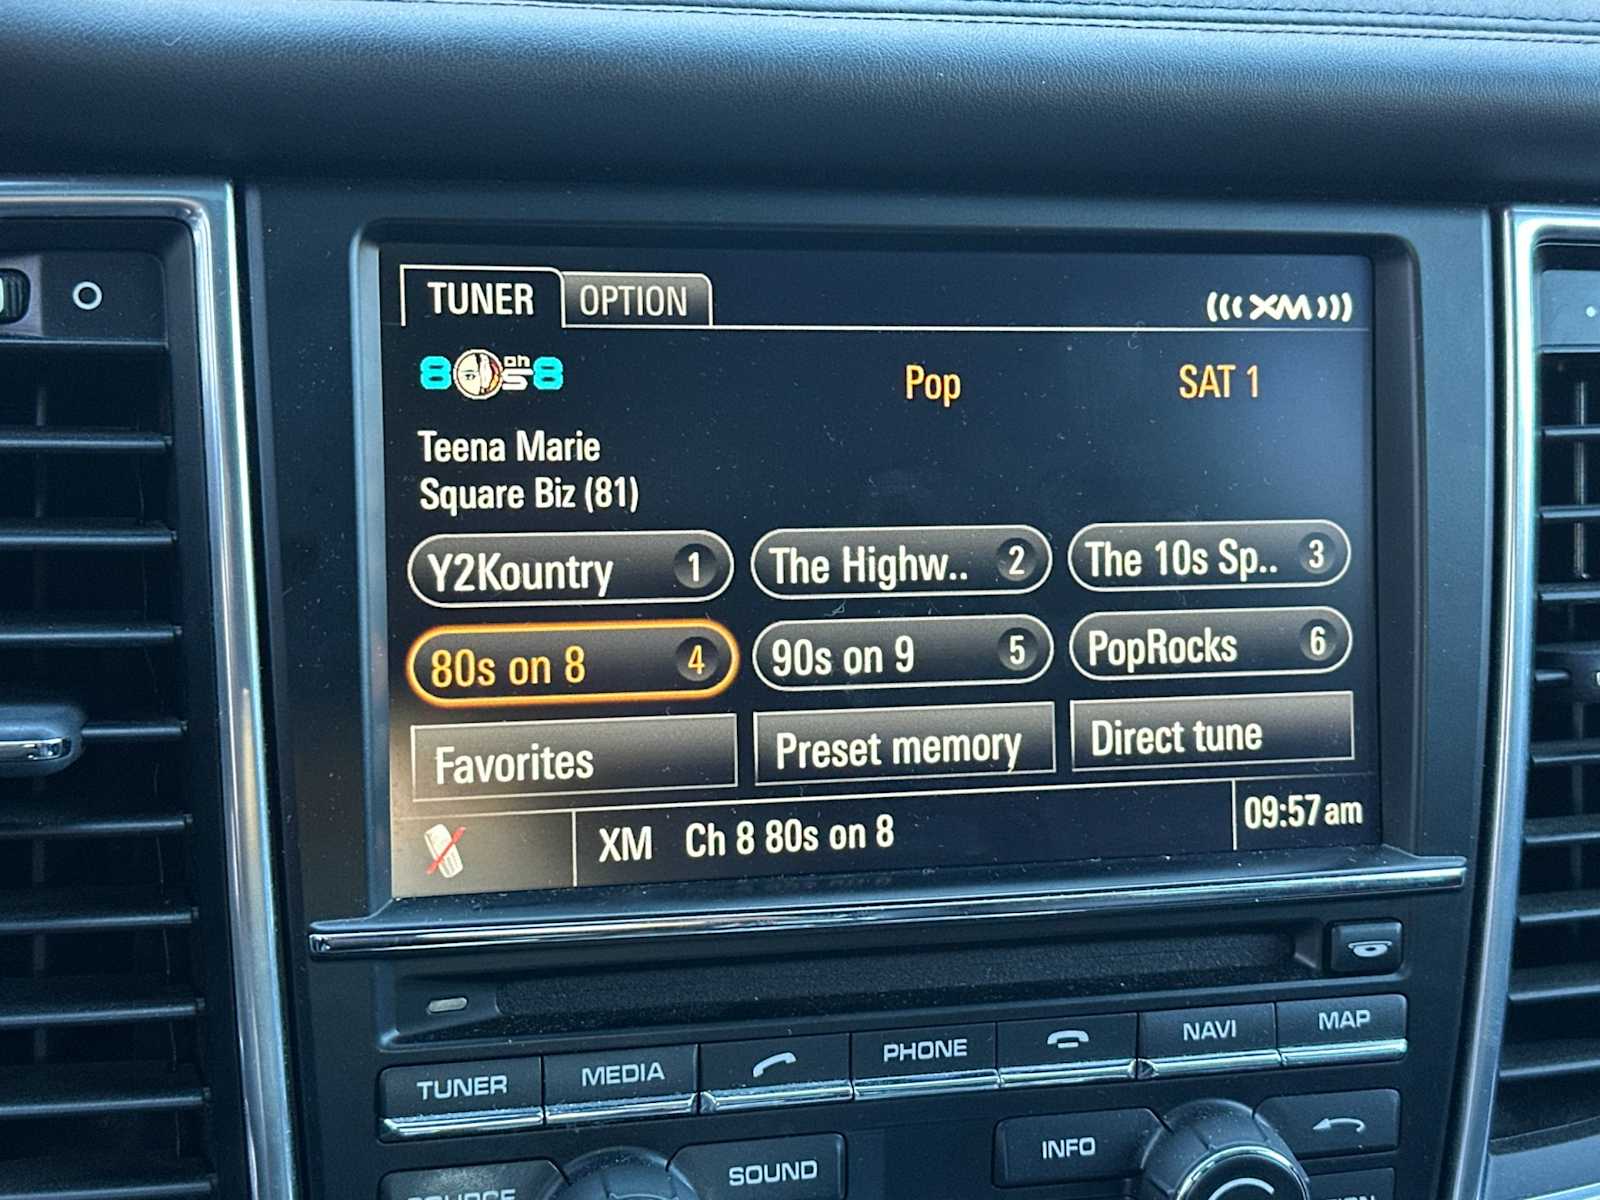 TUNER OPTION XM
8 on 8
Pop SAT 1
Teena Marie
Square Biz (81)
Y2Kountry 1 The Highw.. 2 The 10s Sp.. 3
80s on 8 4 90s on 9 5 PopRocks 6
Favorites Preset memory Direct tune
XM Ch 8 80s on 8 09:57 am
TUNER MEDIA PHONE NAVI MAP
SOURCE SOUND INFO